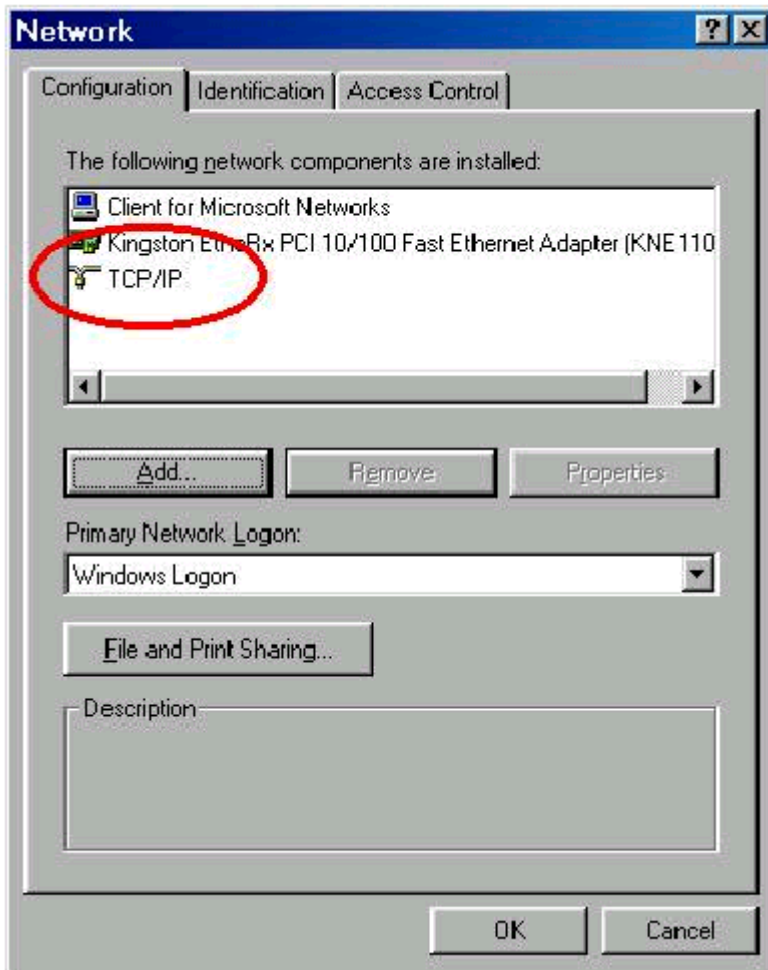 Network
Configuration Identification Access Control
The following network components are installed:
Client for Microsoft Networks
Kingston EtheRx PCI 10/100 Fast Ethernet Adapter (KNE110
TCP/IP
Add... Remove Properties
Primary Network Logon:
Windows Logon
File and Print Sharing...
Description
OK Cancel